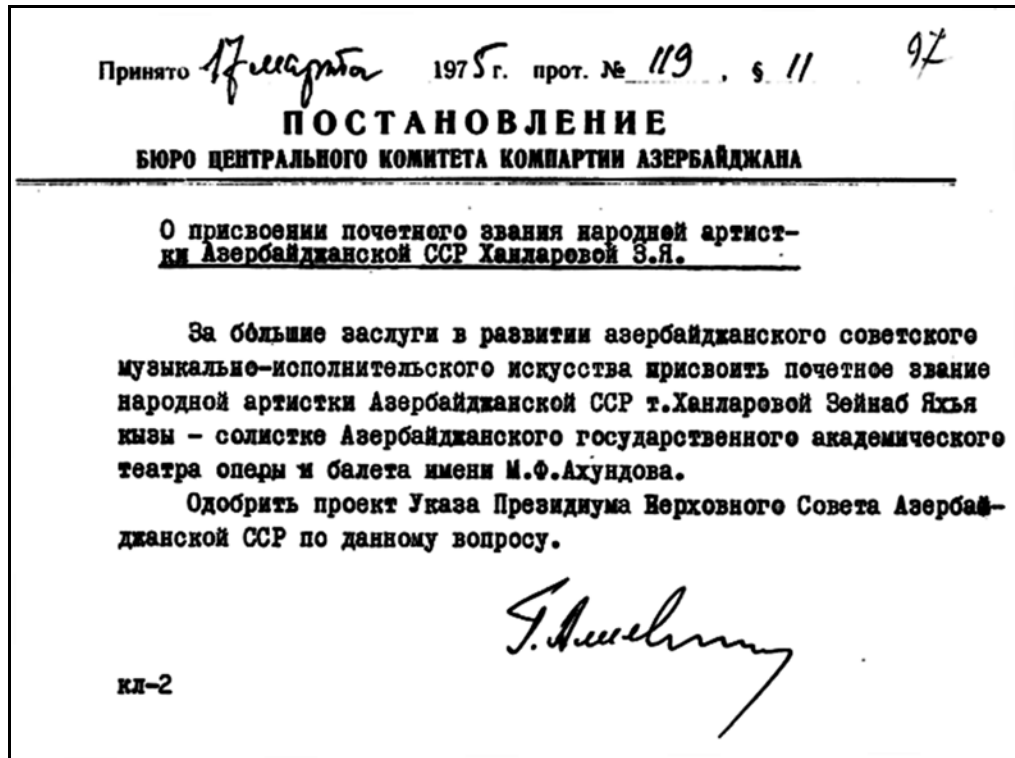 Принято 17 марта 1975 г. прот. № 119 , § 11 97
ПОСТАНОВЛЕНИЕ
БЮРО ЦЕНТРАЛЬНОГО КОМИТЕТА КОМПАРТИИ АЗЕРБАЙДЖАНА
О присвоении почетного звания народной артист-
ки Азербайджанской ССР Ханларовой З.Я.
За большие заслуги в развитии азербайджанского советского
музыкально-исполнительского искусства присвоить почетное звание
народной артистки Азербайджанской ССР т.Ханларовой Зейнаб Яхья
кызы - солистке Азербайджанского государственного академического
театра оперы и балета имени М.Ф.Ахундова.
Одобрить проект Указа Президиума Верховного Совета Азербай-
джанской ССР по данному вопросу.
кл-2